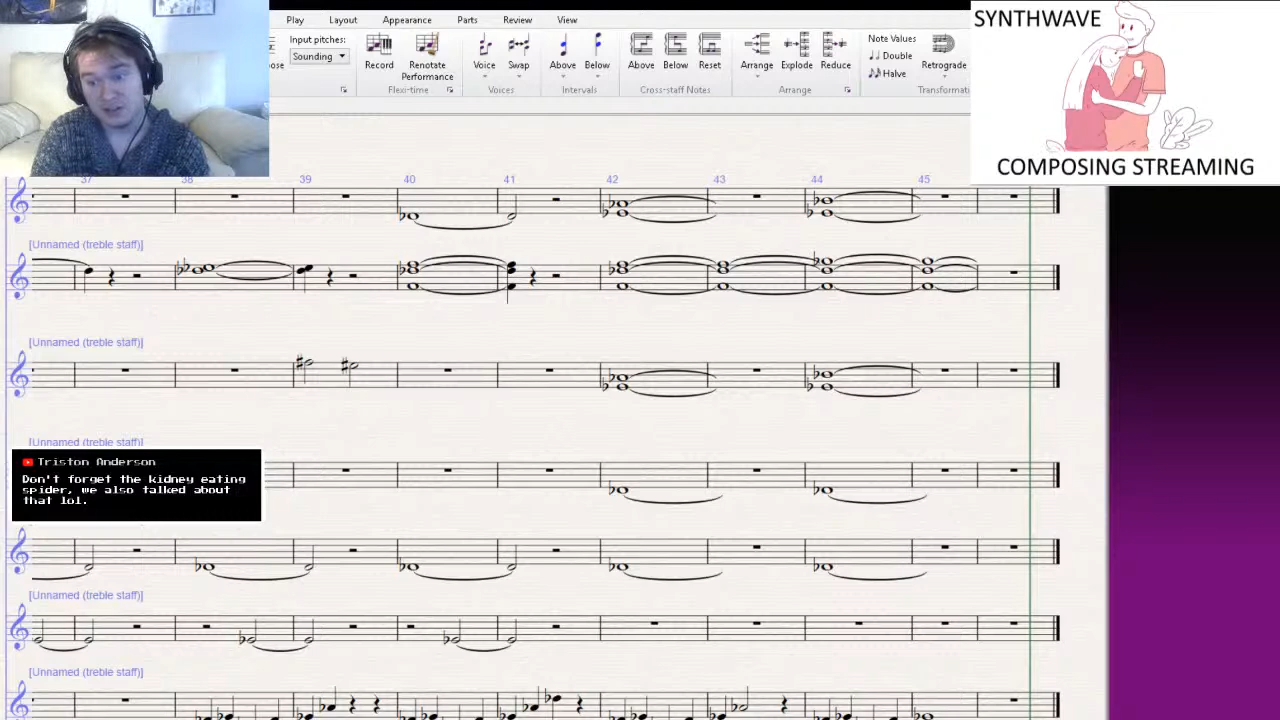 Play Layout Appearance Parts Review View
SYNTHWAVE
Input pitches:
Sounding
Record
Renotate
Performance
Flexi-time
Voice
Swap
Voices
Above
Below
Intervals
Above
Below
Reset
Cross-staff Notes
Arrange
Explode
Reduce
Arrange
Note Values
Double
Halve
Retrograde
COMPOSING STREAMING
37 38 39 40 41 42 43 44 45
[Unnamed (treble staff)]
[Unnamed (treble staff)]
[Unnamed (treble staff)]
Triston Anderson
Don't forget the kidney eating
spider, we also talked about
that lol.
[Unnamed (treble staff)]
[Unnamed (treble staff)]